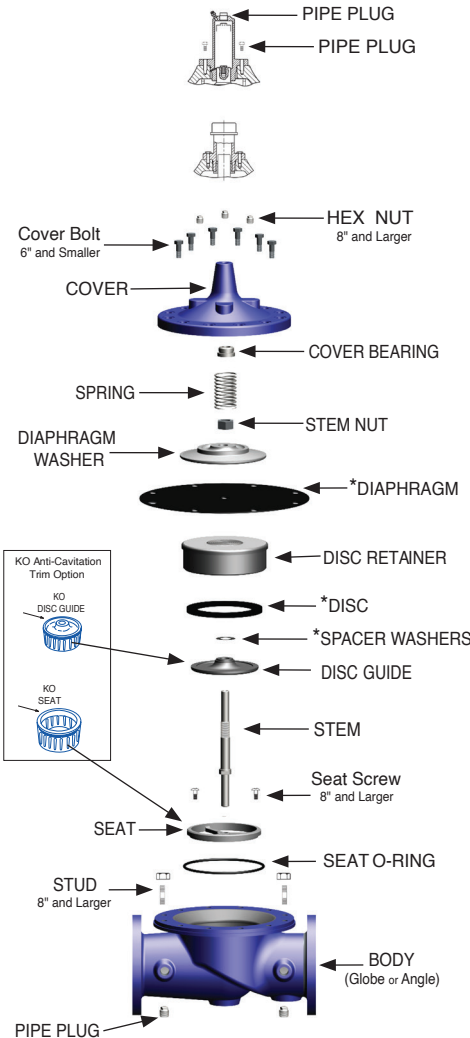 PIPE PLUG
PIPE PLUG
HEX NUT
8" and Larger
Cover Bolt
6" and Smaller
COVER
COVER BEARING
SPRING
STEM NUT
DIAPHRAGM
WASHER
*DIAPHRAGM
DISC RETAINER
KO Anti-Cavitation
Trim Option
KO
DISC GUIDE
*DISC
*SPACER WASHERS
DISC GUIDE
KO
SEAT
STEM
Seat Screw
8" and Larger
SEAT
SEAT O-RING
STUD
8" and Larger
BODY
(Globe or Angle)
PIPE PLUG